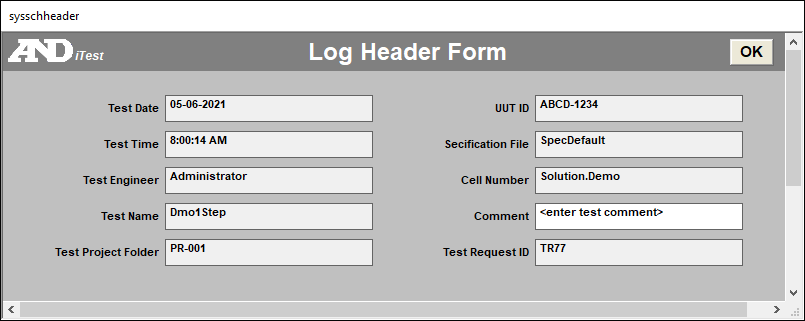 sysschheader
AND iTest
Log Header Form
OK
Test Date 05-06-2021
UUT ID ABCD-1234
Test Time 8:00:14 AM
Secification File SpecDefault
Test Engineer Administrator
Cell Number Solution.Demo
Test Name Dmo1Step
Comment <enter test comment>
Test Project Folder PR-001
Test Request ID TR77